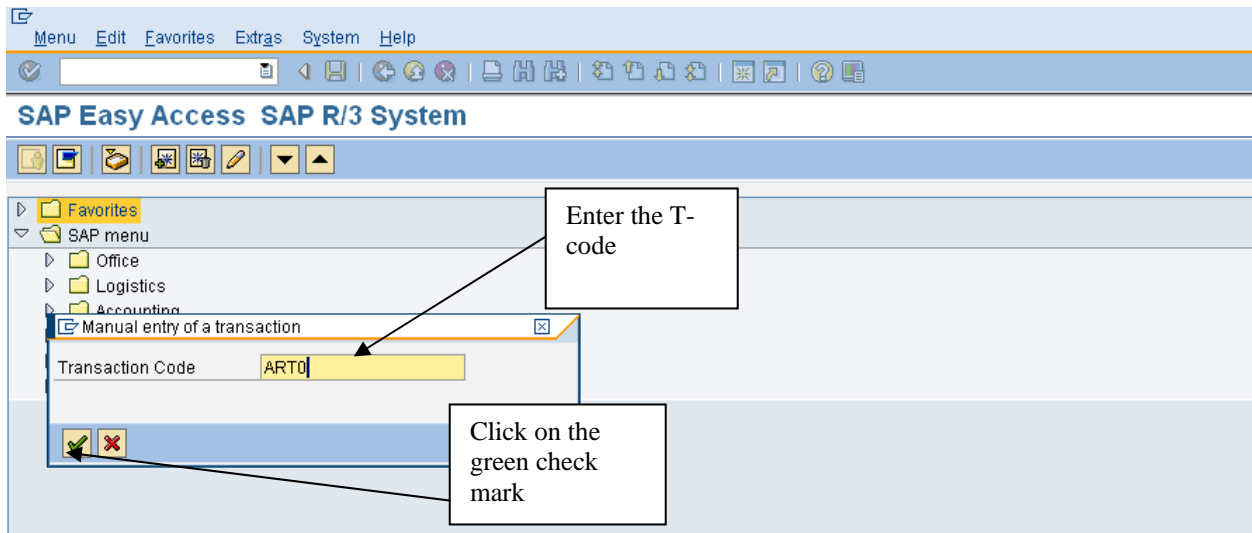 Menu Edit Favorites Extras System Help
SAP Easy Access SAP R/3 System
Favorites
SAP menu
Office
Logistics
Accounting
Enter the T-
code
Manual entry of a transaction
Transaction Code ART0
Click on the
green check
mark